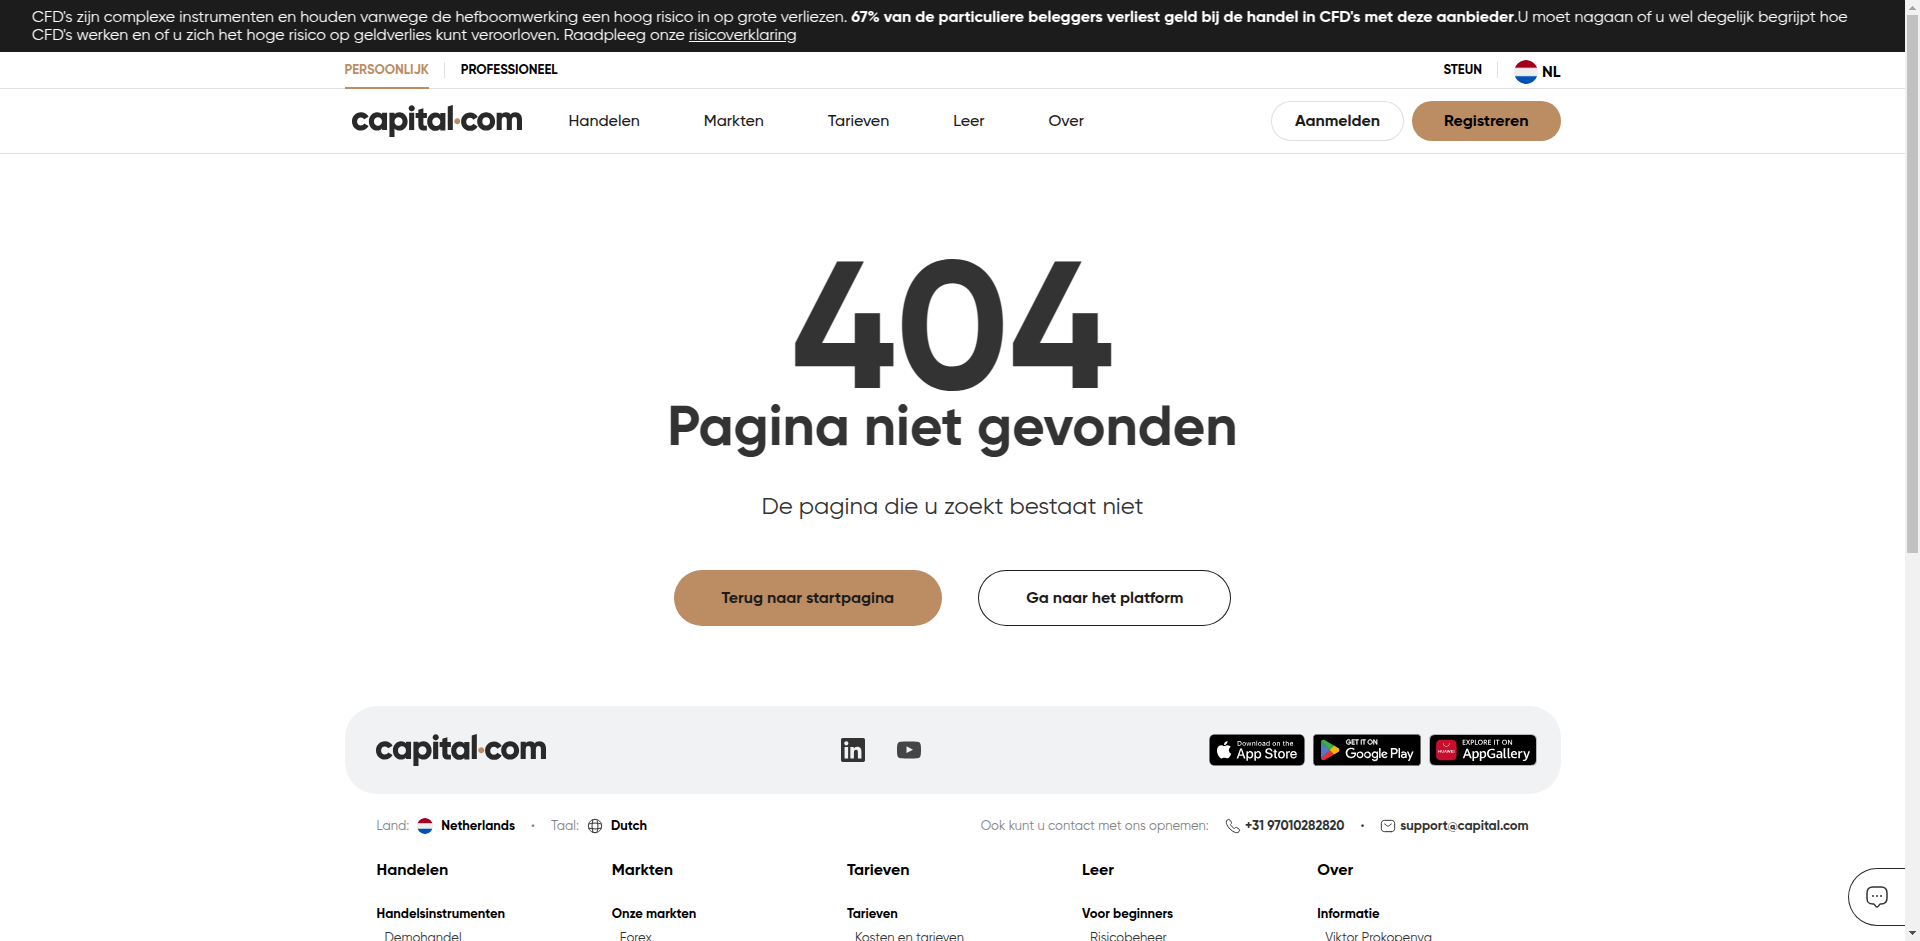 CFD's zijn complexe instrumenten en houden vanwege de hefboomwerking een hoog risico in op grote verliezen. 67% van de particuliere beleggers verliest geld bij de handel in CFD's met deze aanbieder.U moet nagaan of u wel degelijk begrijpt hoe
CFD's werken en of u zich het hoge risico op geldverlies kunt veroorloven. Raadpleeg onze risicoverklaring
PERSOONLIJK PROFESSIONEEL STEUN NL
capital.com Handelen Markten Tarieven Leer Over Aanmelden Registreren
404
Pagina niet gevonden
De pagina die u zoekt bestaat niet
Terug naar startpagina Ga naar het platform
capital.com in Download on the App Store GET IT ON Google Play HUAWEI EXPLORE IT ON AppGallery
Land: Netherlands • Taal: Dutch Ook kunt u contact met ons opnemen: +31 97010282820 • support@capital.com
Handelen Markten Tarieven Leer Over
Handelsinstrumenten Onze markten Tarieven Voor beginners Informatie
Demohandel Forex Kosten en tarieven Risicobeheer Viktor Prokopenya